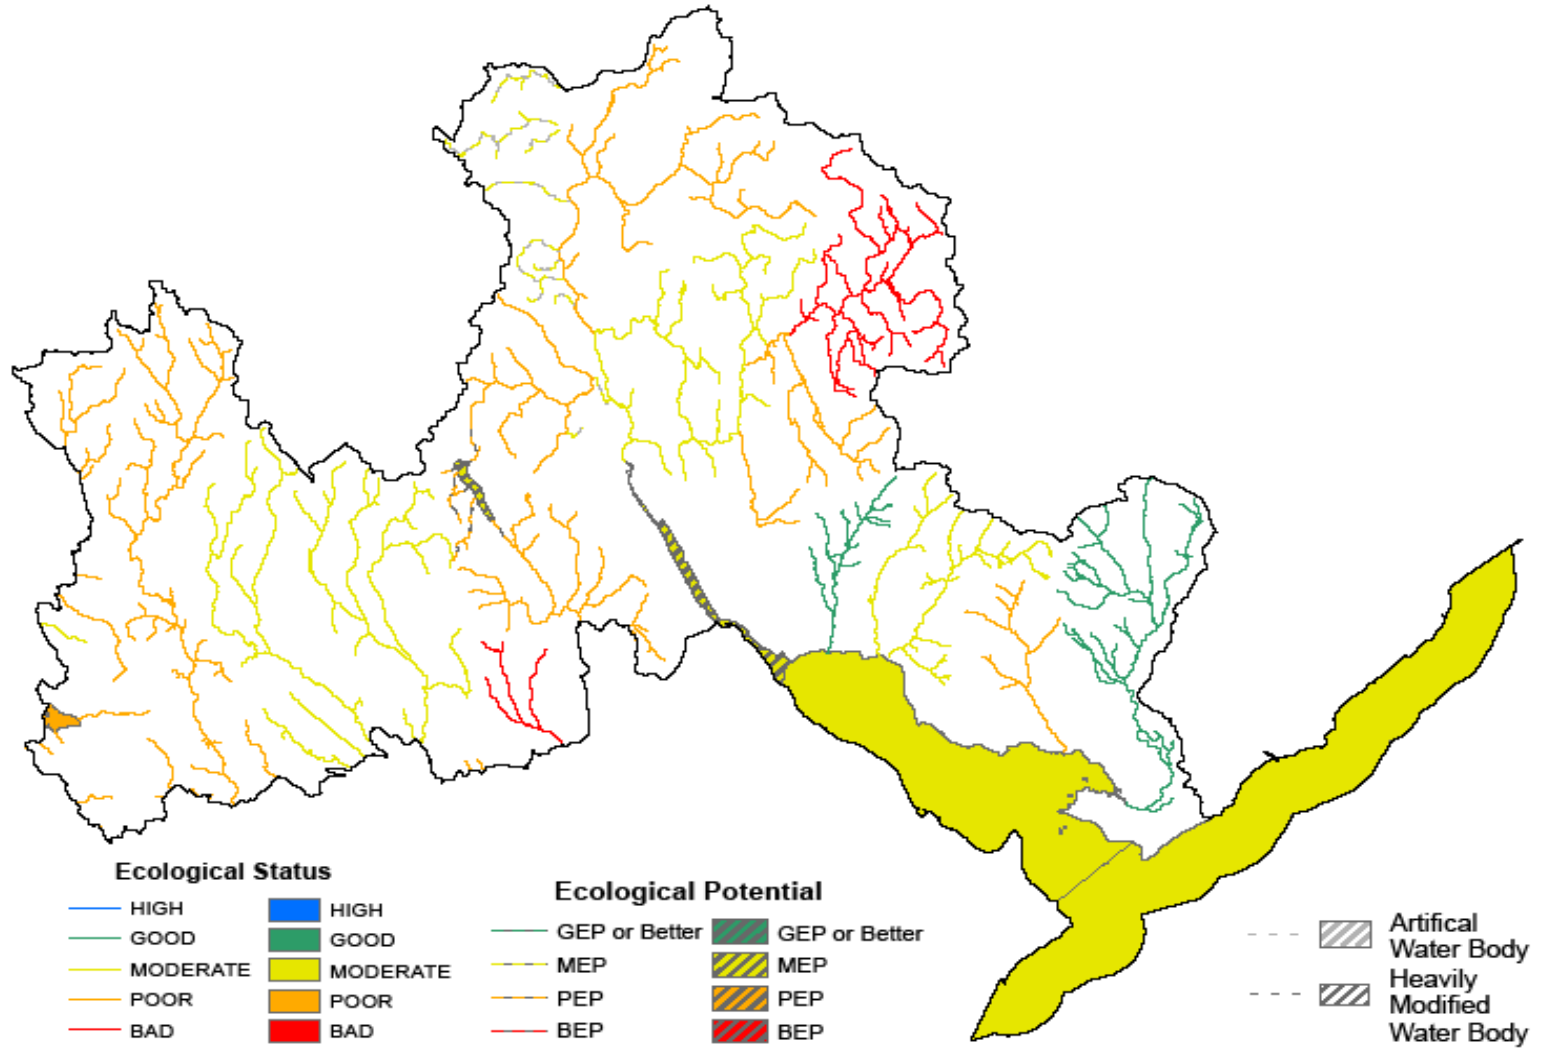 Ecological Status
HIGH
GOOD
MODERATE
POOR
BAD
HIGH
GOOD
MODERATE
POOR
BAD
Ecological Potential
GEP or Better
MEP
PEP
BEP
GEP or Better
MEP
PEP
BEP
Artifical
Water Body
Heavily
Modified
Water Body